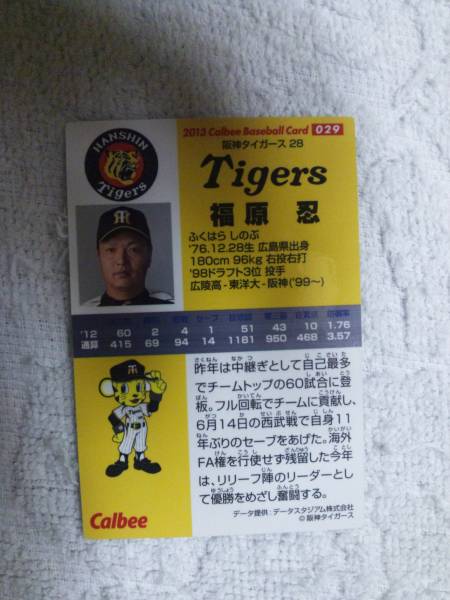 2013 Calbee Baseball Card 029
HANSHIN
Tigers
阪神タイガース 28
Tigers
福原 忍
ふくはら しのぶ
'76.12.28生 広島県出身
180cm 96kg 右投右打
'98ドラフト3位 投手
広陵高-東洋大-阪神('99〜)
セーブ 防御率
'12 60 2 4 1 51 43 10 1.76
通算 415 69 94 14 1181 950 468 3.57
昨年は中継ぎとして自己最多
でチームトップの60試合に登
板。フル回転でチームに貢献し、
6月14日の西武戦で自身11
年ぶりのセーブをあげた。海外
FA権を行使せず残留した今年
は、リリーフ陣のリーダーとし
て優勝をめざし奮闘する。
Calbee
データ提供:データスタジアム株式会社
©阪神タイガース